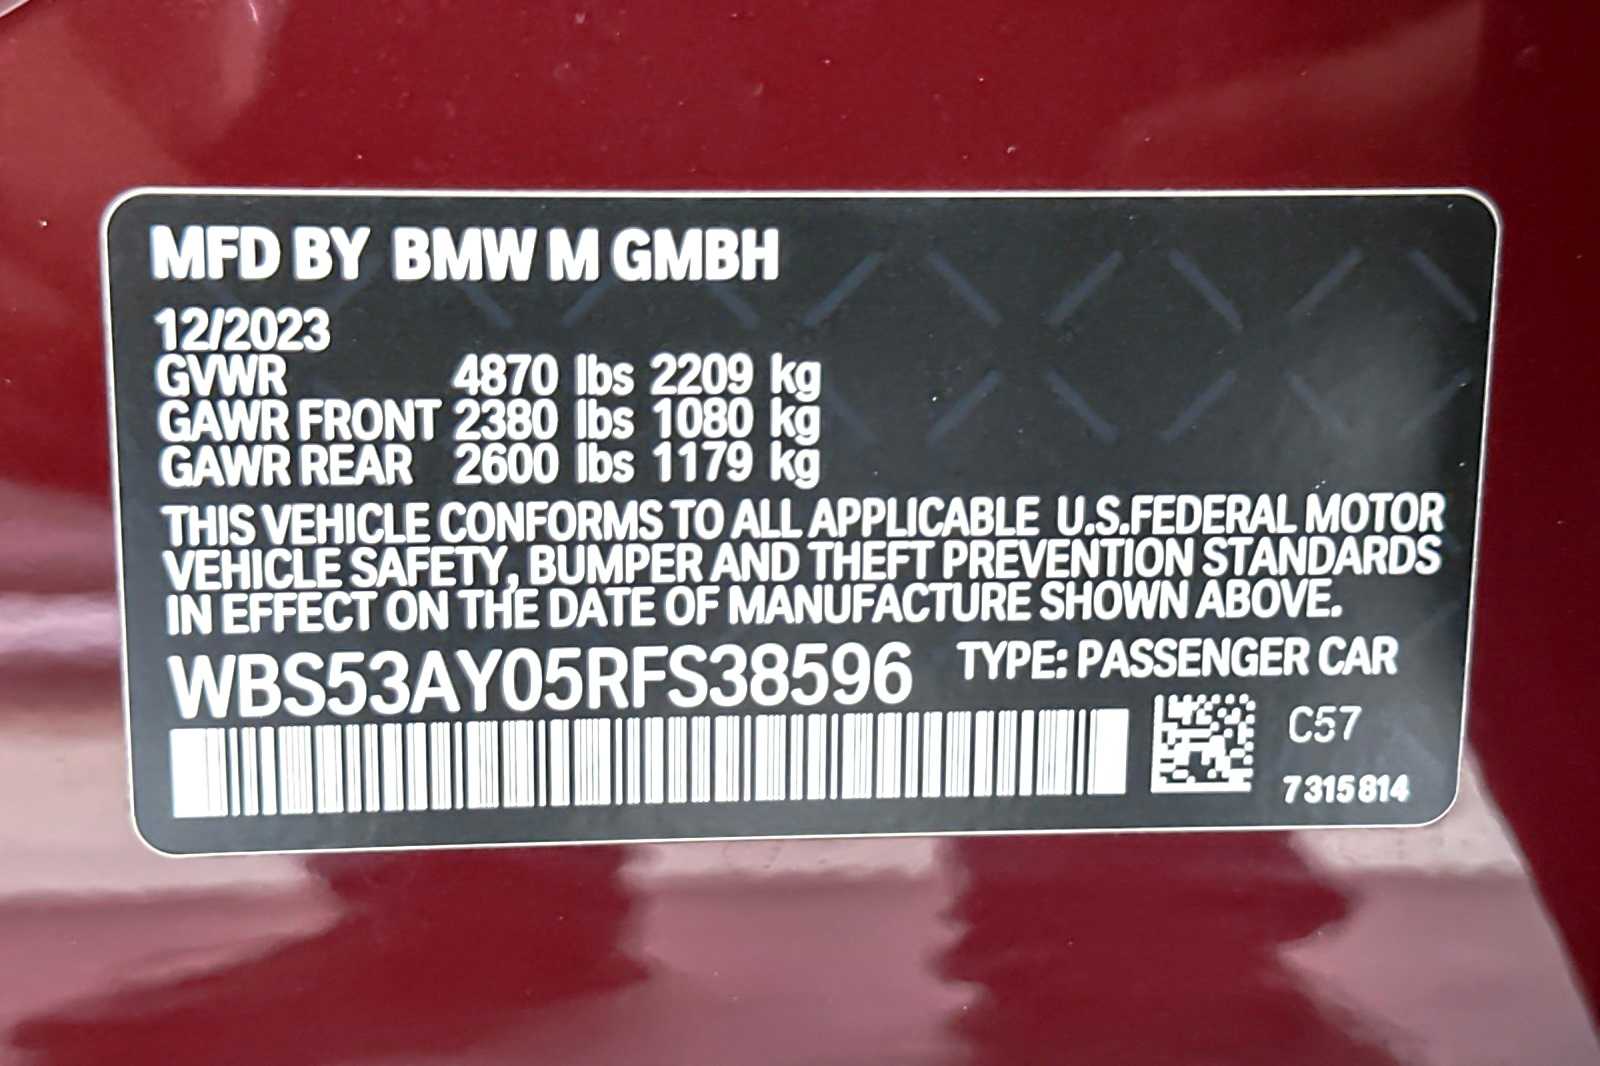 MFD BY BMW M GMBH
12/2023
GVWR 4870 lbs 2209 kg
GAWR FRONT 2380 lbs 1080 kg
GAWR REAR 2600 lbs 1179 kg
THIS VEHICLE CONFORMS TO ALL APPLICABLE U.S.FEDERAL MOTOR
VEHICLE SAFETY, BUMPER AND THEFT PREVENTION STANDARDS
IN EFFECT ON THE DATE OF MANUFACTURE SHOWN ABOVE.
WBS53AY05RFS38596 TYPE: PASSENGER CAR
C57
7315814